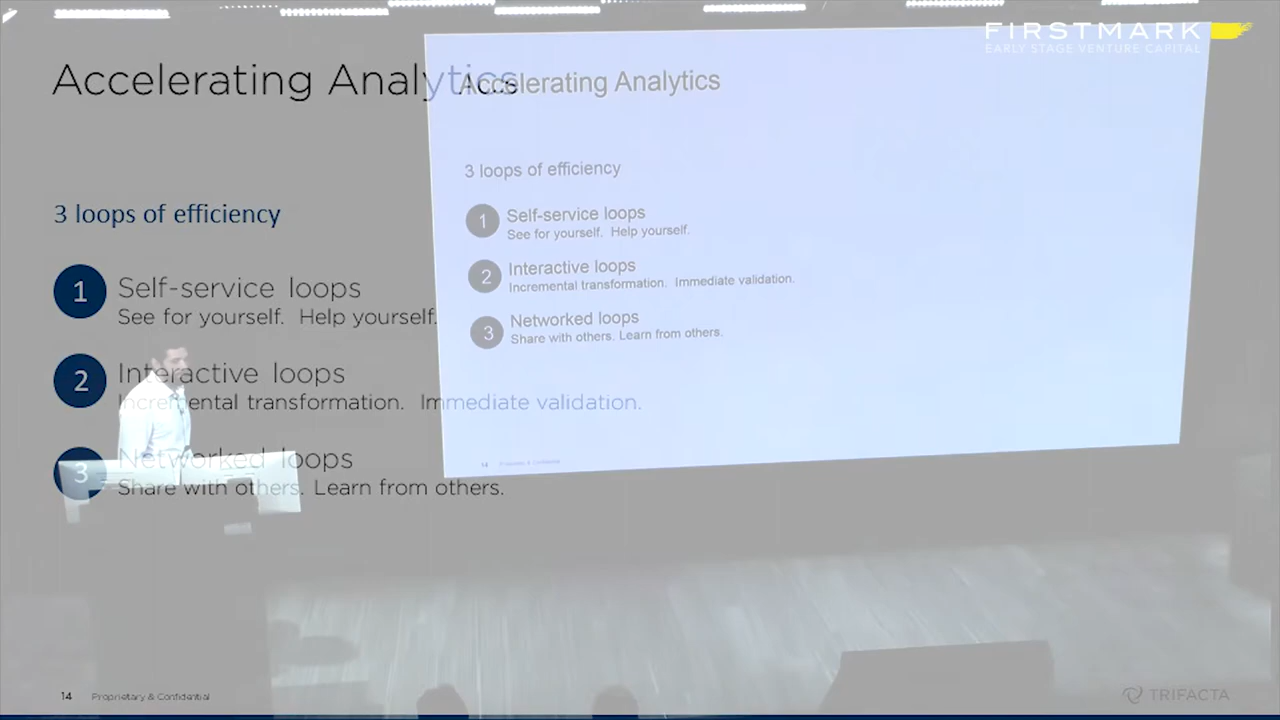 FIRSTMARK
EARLY STAGE VENTURE CAPITAL
Accelerating Analytics
3 loops of efficiency
1 Self-service loops
See for yourself. Help yourself.
2 Interactive loops
Incremental transformation. Immediate validation.
3 Networked loops
Share with others. Learn from others.
14 Proprietary & Confidential
TRIFACTA
Accelerating Analytics
3 loops of efficiency
1 Self-service loops
See for yourself. Help yourself.
2 Interactive loops
Incremental transformation. Immediate validation.
3 Networked loops
Share with others. Learn from others.
14 Proprietary & Confidential